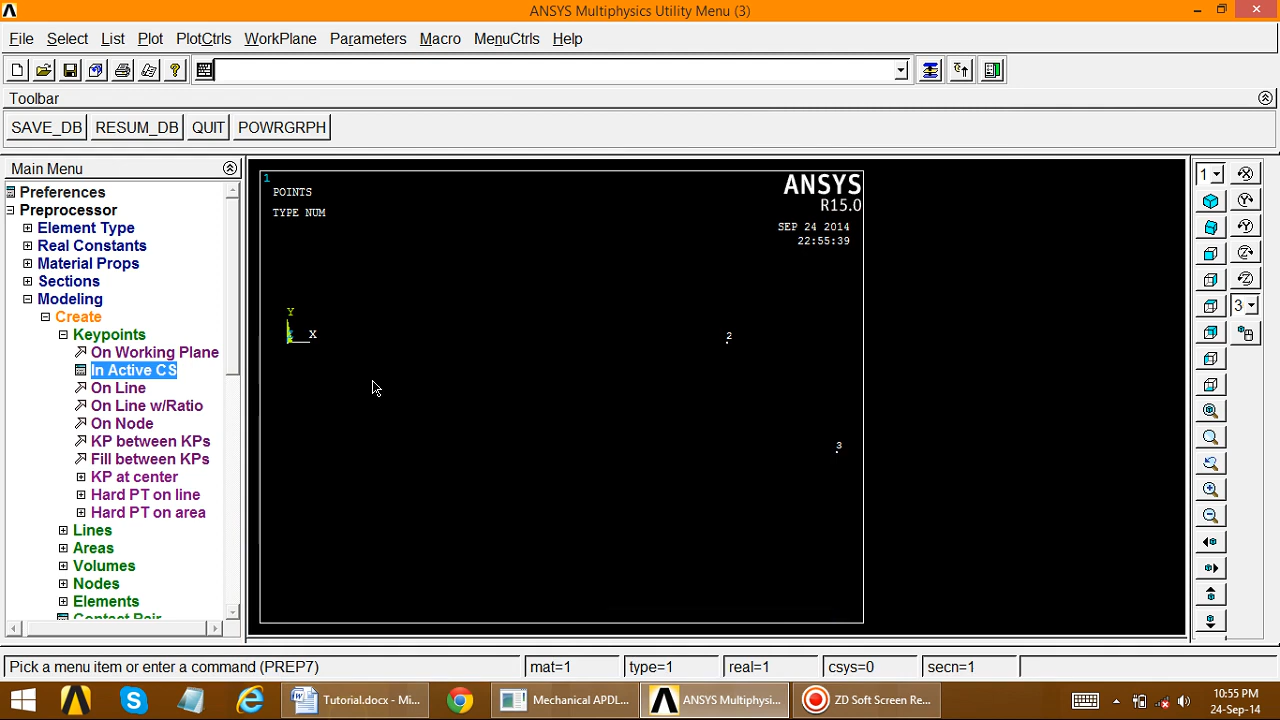 ANSYS Multiphysics Utility Menu (3)
File Select List Plot PlotCtrls WorkPlane Parameters Macro MenuCtrls Help
Toolbar
SAVE_DB RESUM_DB QUIT POWRGRPH
Main Menu
Preferences
Preprocessor
Element Type
Real Constants
Material Props
Sections
Modeling
Create
Keypoints
On Working Plane
In Active CS
On Line
On Line w/Ratio
On Node
KP between KPs
Fill between KPs
KP at center
Hard PT on line
Hard PT on area
Lines
Areas
Volumes
Nodes
Elements
Contact Pair
1
POINTS
TYPE NUM
ANSYS
R15.0
SEP 24 2014
22:55:39
Y
X
2
3
1
3
Pick a menu item or enter a command (PREP7) mat=1 type=1 real=1 csys=0 secn=1
Tutorial.docx - Mi... Mechanical APDL... ANSYS Multiphysi... ZD Soft Screen Re...
10:55 PM
24-Sep-14